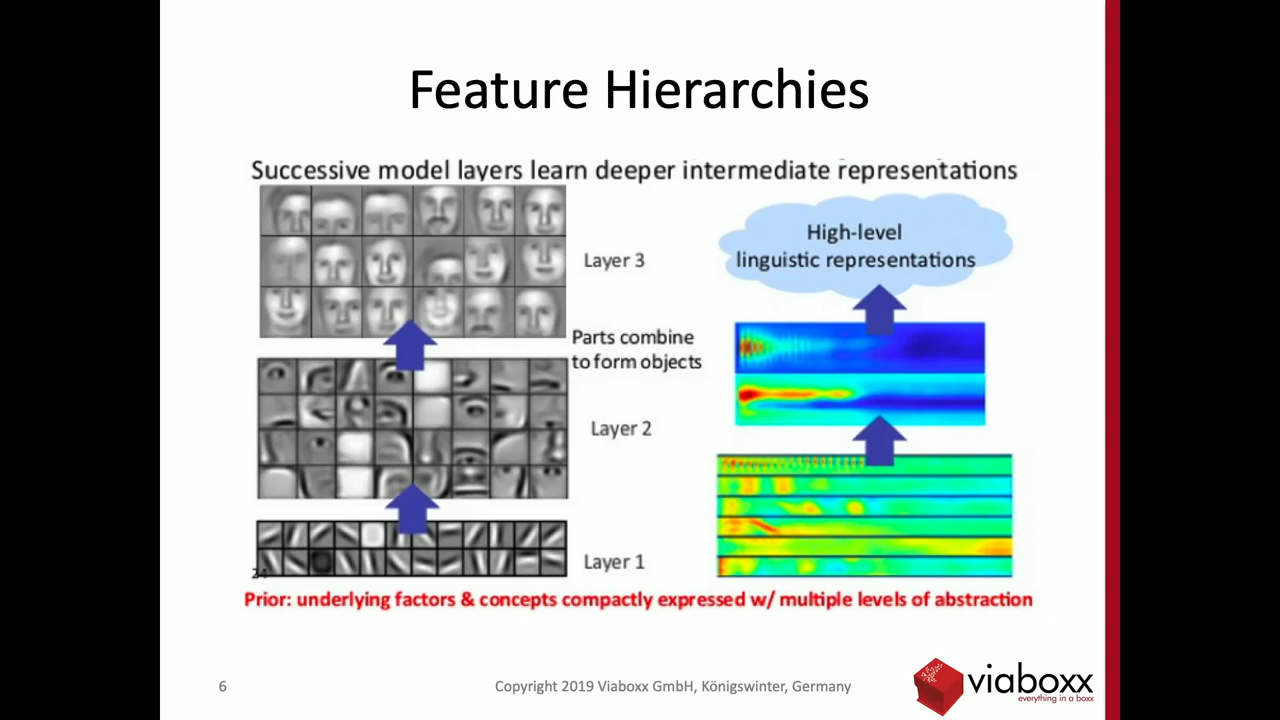 Feature Hierarchies
Successive model layers learn deeper intermediate representations
High-level
linguistic representations
Layer 3
Parts combine
to form objects
Layer 2
Layer 1
24
Prior: underlying factors & concepts compactly expressed w/ multiple levels of abstraction
6
Copyright 2019 Viaboxx GmbH, Königswinter, Germany
viaboxx
everything in a boxx